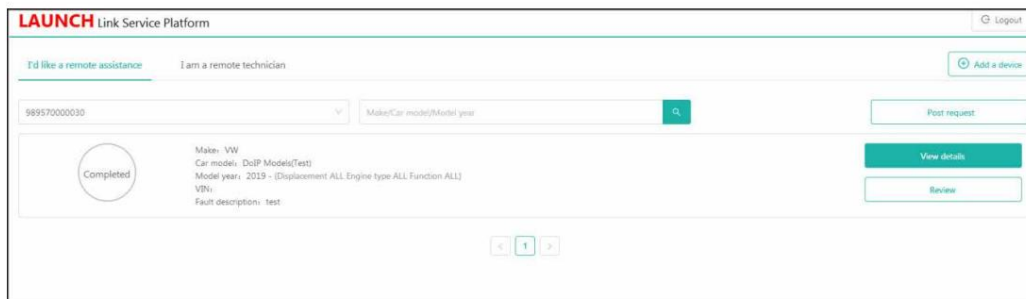 LAUNCH Link Service Platform
Logout
I'd like a remote assistance
I am a remote technician
Add a device
989570000030
Make/Car model/Model year
Post request
Completed
Make: VW
Car model: DoIP Models(Test)
Model year: 2019 - (Displacement ALL Engine type ALL Function ALL)
VIN:
Fault description: test
View details
Review
< 1 >